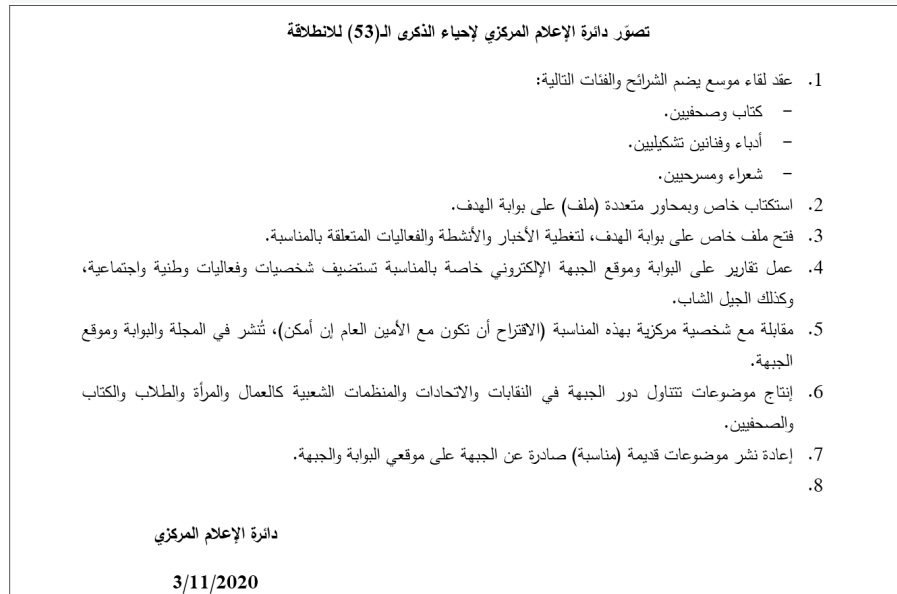 تصوّر دائرة الإعلام المركزي لإحياء الذكرى الـ(53) للانطلاقة
1. عقد لقاء موسع يضم الشرائح والفئات التالية:
- كتاب وصحفيين.
- أدباء وفنانين تشكيليين.
- شعراء ومسرحيين.
2. استكتاب خاص وبمحاور متعددة (ملف) على بوابة الهدف.
3. فتح ملف خاص على بوابة الهدف، لتغطية الأخبار والأنشطة والفعاليات المتعلقة بالمناسبة.
4. عمل تقارير على البوابة وموقع الجبهة الإلكتروني خاصة بالمناسبة تستضيف شخصيات وفعاليات وطنية واجتماعية،
وكذلك الجيل الشاب.
5. مقابلة مع شخصية مركزية بهذه المناسبة (الاقتراح أن تكون مع الأمين العام إن أمكن)، تُنشر في المجلة والبوابة وموقع
الجبهة.
6. إنتاج موضوعات تتناول دور الجبهة في النقابات والاتحادات والمنظمات الشعبية كالعمال والمرأة والطلاب والكتاب
والصحفيين.
7. إعادة نشر موضوعات قديمة (مناسبة) صادرة عن الجبهة على موقعي البوابة والجبهة.
8.
دائرة الإعلام المركزي
3/11/2020